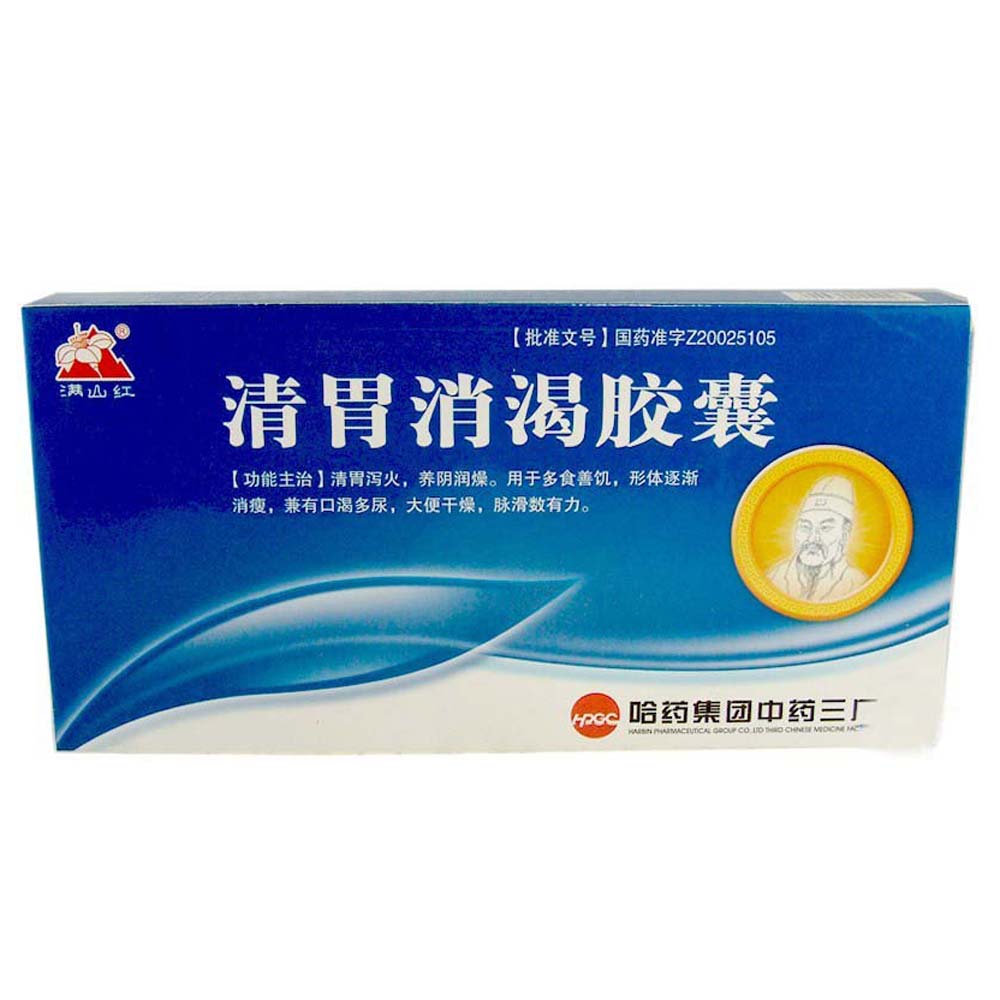 满山红
®
【批准文号】国药准字Z20025105
清胃消渴胶囊
【功能主治】清胃泻火，养阴润燥。用于多食善饥，形体逐渐
消瘦，兼有口渴多尿，大便干燥，脉滑数有力。
HPGC
哈药集团中药三厂
HARBIN PHARMACEUTICAL GROUP CO.,LTD THIRD CHINESE MEDICINE